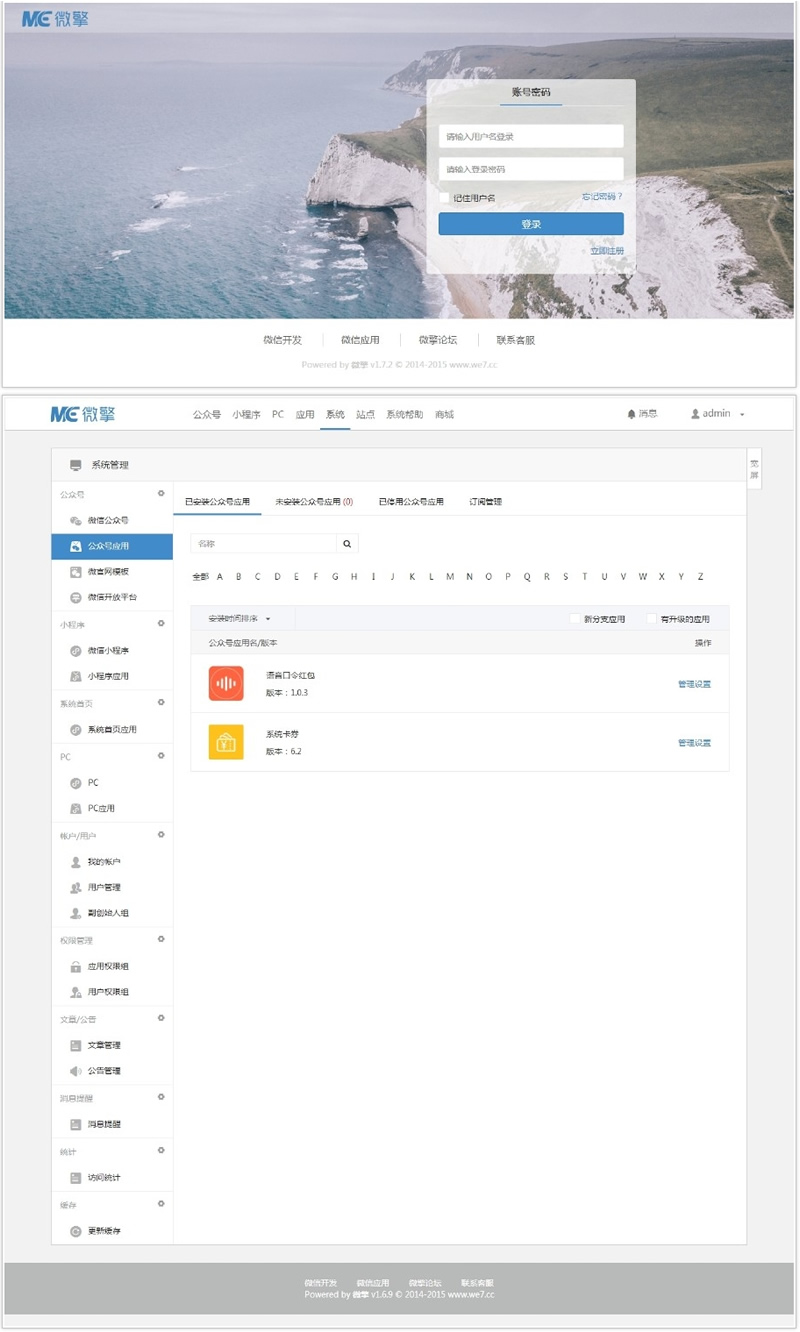 微擎
账号密码
请输入用户名登录
请输入登录密码
记住用户名 忘记密码？
登录
立即注册
微信开发 微信应用 微擎论坛 联系客服
Powered by 微擎 v1.7.2 © 2014-2015 www.we7.cc
微擎 公众号 小程序 PC 应用 系统 站点 系统帮助 商城 消息 admin
系统管理
宽屏
公众号
微信公众号
公众号应用
微官网模板
微信开放平台
小程序
微信小程序
小程序应用
系统首页
系统首页应用
PC
PC
PC应用
帐户/用户
我的帐户
用户管理
副创始人组
权限管理
应用权限组
用户权限组
文章/公告
文章管理
公告管理
消息提醒
消息提醒
统计
访问统计
缓存
更新缓存
已安装公众号应用 未安装公众号应用 (0) 已停用公众号应用 订阅管理
名称
全部 A B C D E F G H I J K L M N O P Q R S T U V W X Y Z
安装时间排序 新分支应用 有升级的应用
公众号应用名/版本 操作
语音口令红包
版本：1.0.3 管理设置
系统卡券
版本：6.2 管理设置
微信开发 微信应用 微擎论坛 联系客服
Powered by 微擎 v1.6.9 © 2014-2015 www.we7.cc